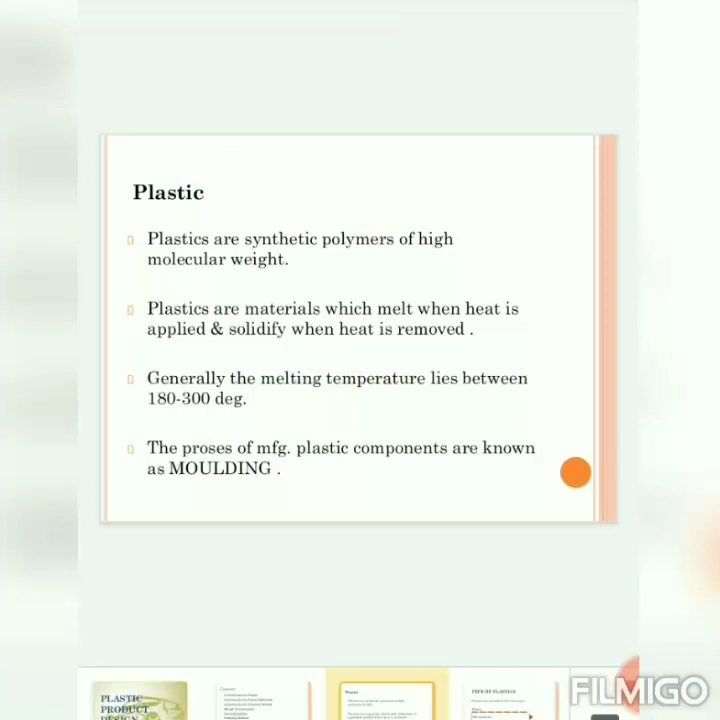 Plastic
Plastics are synthetic polymers of high
molecular weight.
Plastics are materials which melt when heat is
applied & solidify when heat is removed .
Generally the melting temperature lies between
180-300 deg.
The proses of mfg. plastic components are known
as MOULDING .
PLASTIC
PRODUCT
DESIGN
Plastic
TYPE OF PLASTICS
FILMIGO